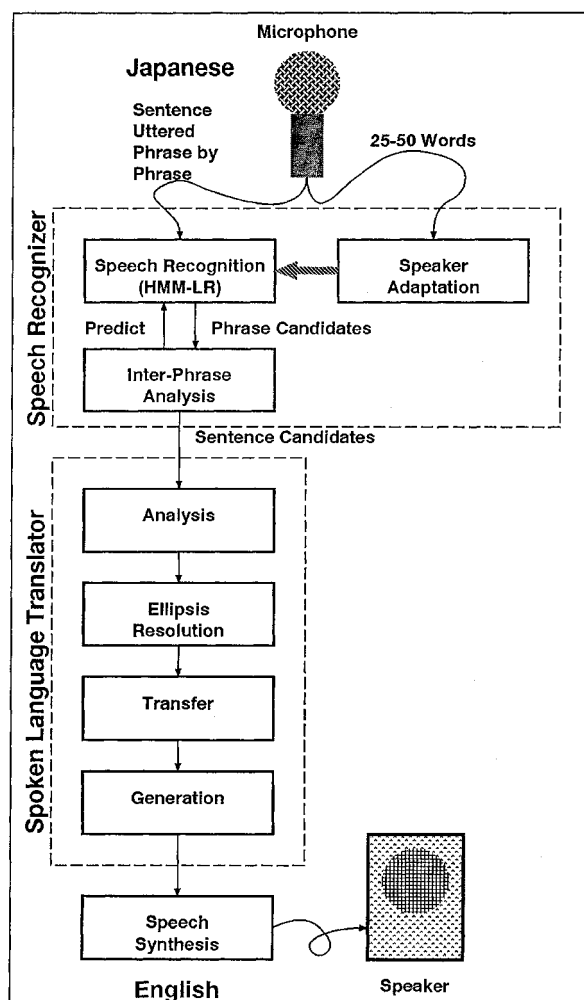 Microphone
Japanese
Sentence
Uttered
Phrase by
Phrase
25-50 Words
Speech Recognizer
Speech Recognition
(HMM-LR)
Speaker
Adaptation
Predict
Phrase Candidates
Inter-Phrase
Analysis
Sentence Candidates
Spoken Language Translator
Analysis
Ellipsis
Resolution
Transfer
Generation
Speech
Synthesis
English
Speaker